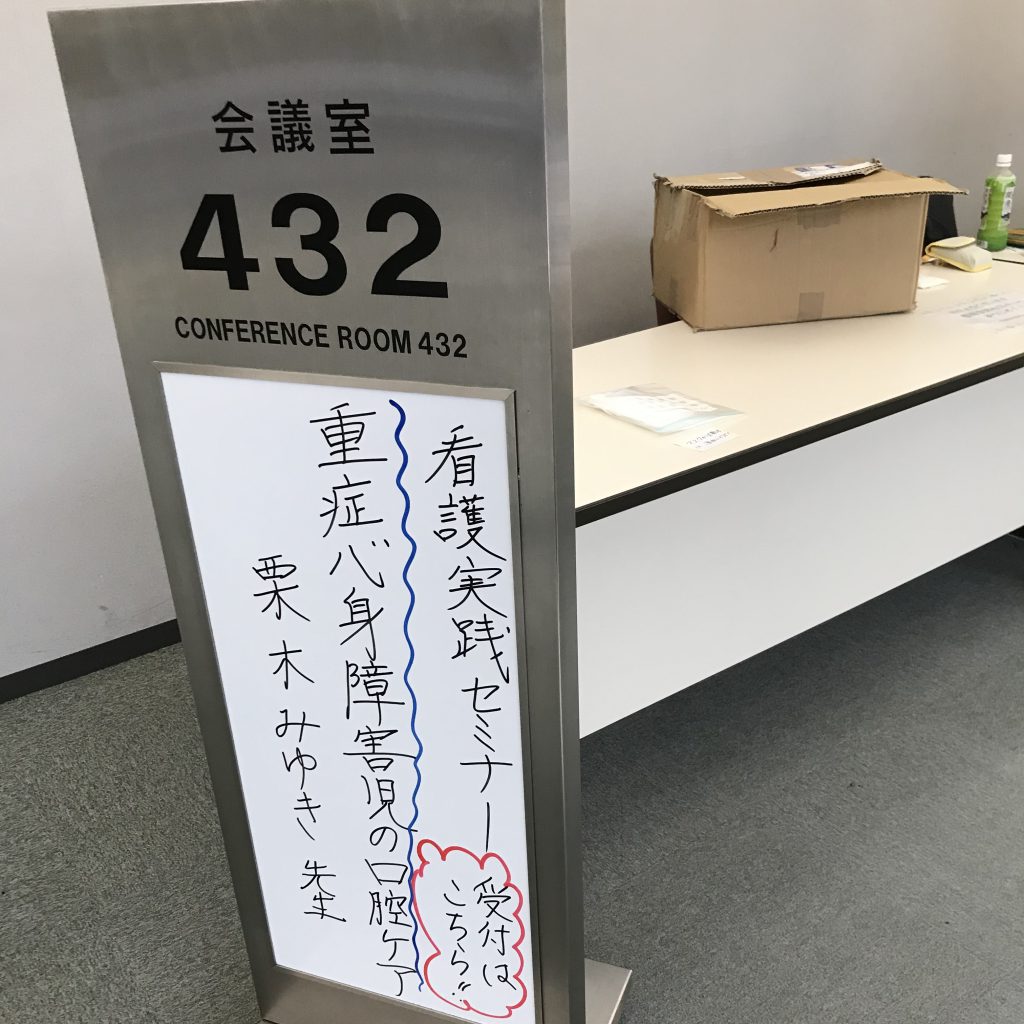 会議室
432
CONFERENCE ROOM 432
看護実践セミナー
受付は
こちら!!
重症心身障害児の口腔ケア
栗木みゆき先生